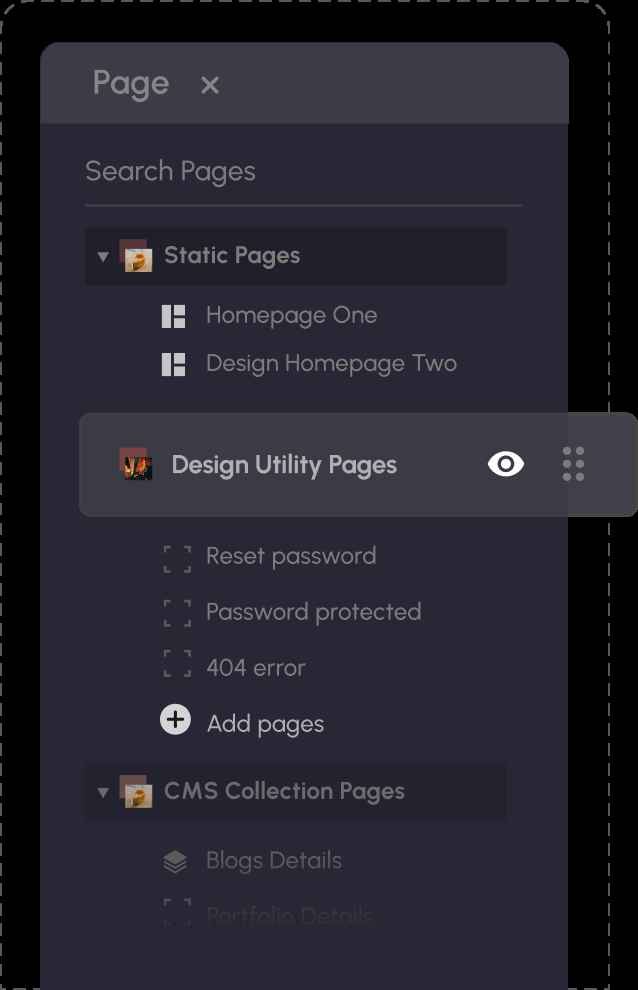 Page
Search Pages
Static Pages
Homepage One
Design Homepage Two
Design Utility Pages
Reset password
Password protected
404 error
Add pages
CMS Collection Pages
Blogs Details
Portfolio Details